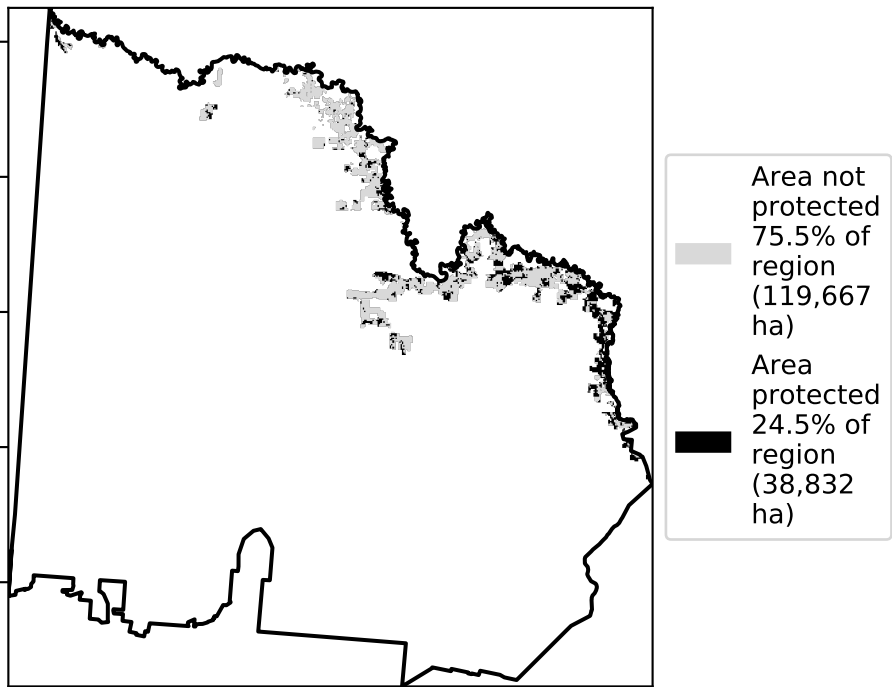 Area not
protected
75.5% of
region
(119,667
ha)
Area
protected
24.5% of
region
(38,832
ha)